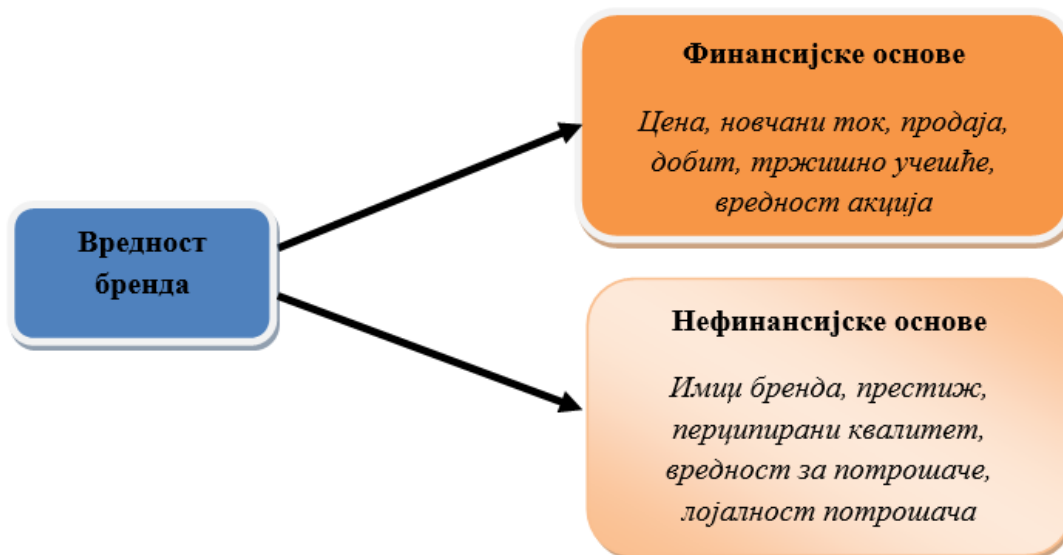 Финансијске основе
Цена, новчани ток, продаја,
добит, тржишно учешће,
вредност акција
Вредност
бренда
Нефинансијске основе
Имиџ бренда, престиж,
перципирани квалитет,
вредност за потрошаче,
лојалност потрошача